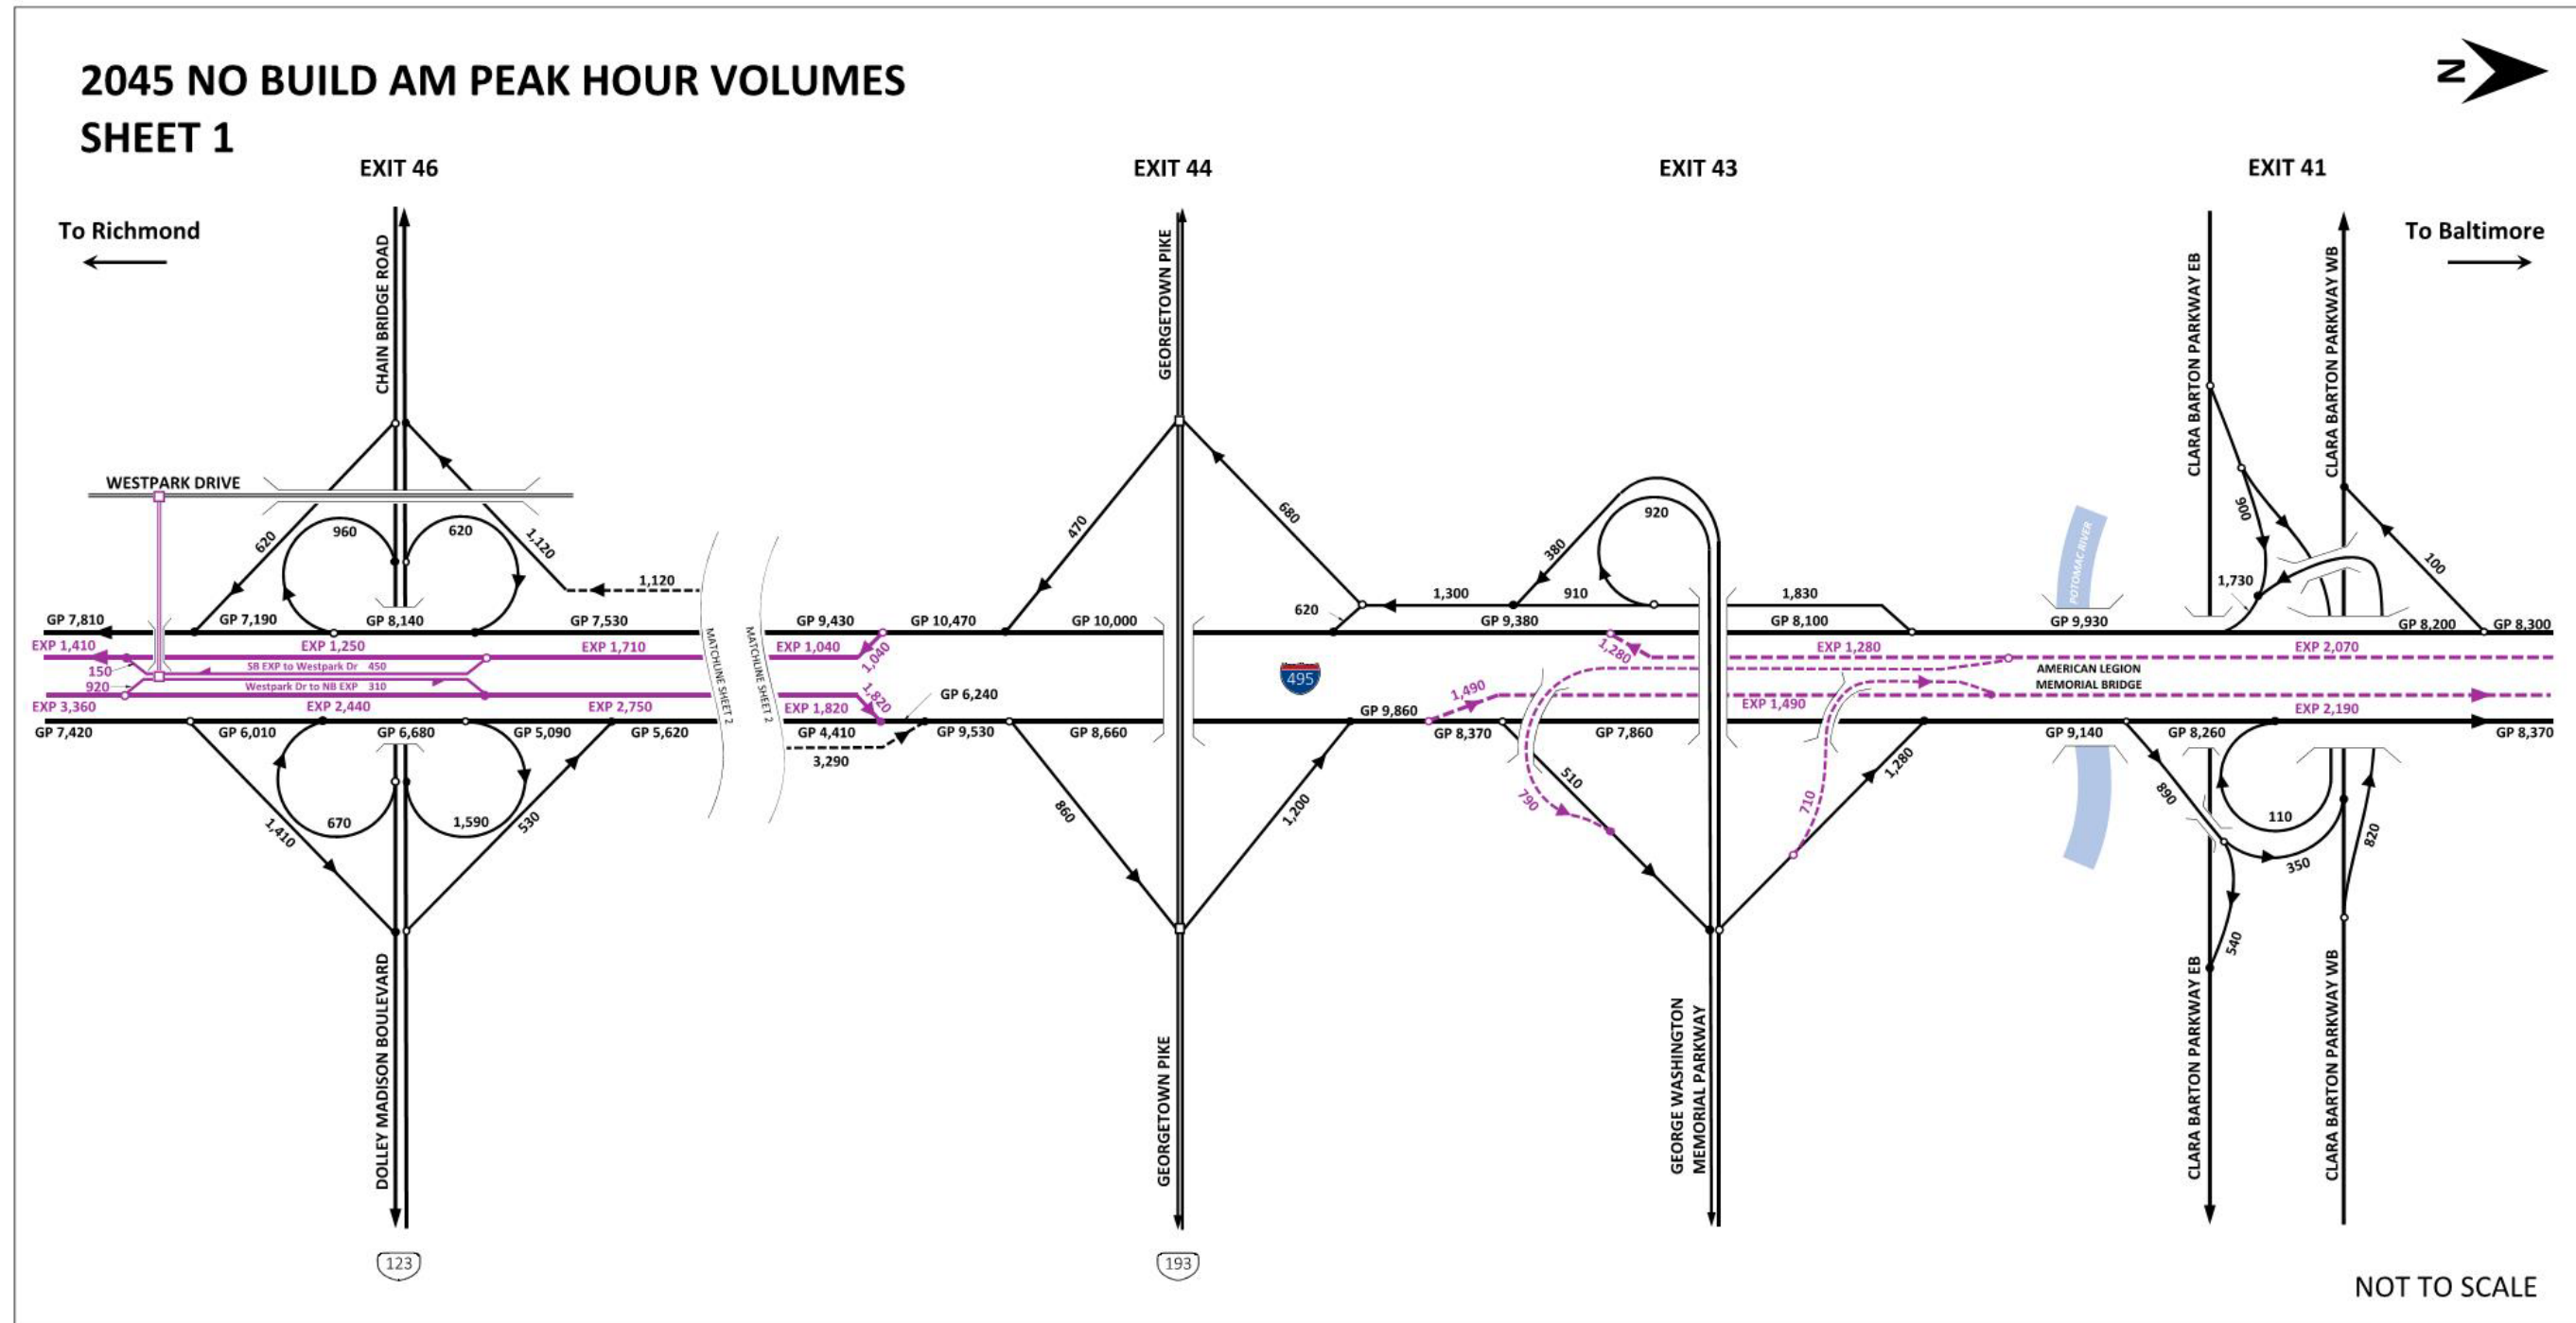 2045 NO BUILD AM PEAK HOUR VOLUMES
SHEET 1
N
EXIT 46
EXIT 44
EXIT 43
EXIT 41
To Richmond
To Baltimore
CHAIN BRIDGE ROAD
GEORGETOWN PIKE
CLARA BARTON PARKWAY EB
CLARA BARTON PARKWAY WB
WESTPARK DRIVE
620
960
620
1,120
1,120
470
680
380
920
900
1,730
100
POTOMAC RIVER
620
1,300
910
1,830
GP 7,810
GP 7,190
GP 8,140
GP 7,530
GP 9,430
GP 10,470
GP 10,000
GP 9,380
GP 8,100
GP 9,930
GP 8,200
GP 8,300
EXP 1,410
EXP 1,250
EXP 1,710
EXP 1,040
1,040
1,280
EXP 1,280
EXP 2,070
150
SB EXP to Westpark Dr 450
920
Westpark Dr to NB EXP 310
495
AMERICAN LEGION
MEMORIAL BRIDGE
EXP 3,360
EXP 2,440
EXP 2,750
EXP 1,820
1,820
GP 6,240
1,490
EXP 1,490
EXP 2,190
GP 7,420
GP 6,010
GP 6,680
GP 5,090
GP 5,620
GP 4,410
GP 9,530
GP 8,660
GP 9,860
GP 8,370
GP 7,860
GP 9,140
GP 8,260
GP 8,370
MATCHLINE SHEET 2
MATCHLINE SHEET 2
3,290
1,410
670
1,590
530
860
1,200
510
790
710
1,280
890
110
350
820
540
DOLLEY MADISON BOULEVARD
GEORGETOWN PIKE
GEORGE WASHINGTON
MEMORIAL PARKWAY
CLARA BARTON PARKWAY EB
CLARA BARTON PARKWAY WB
123
193
NOT TO SCALE